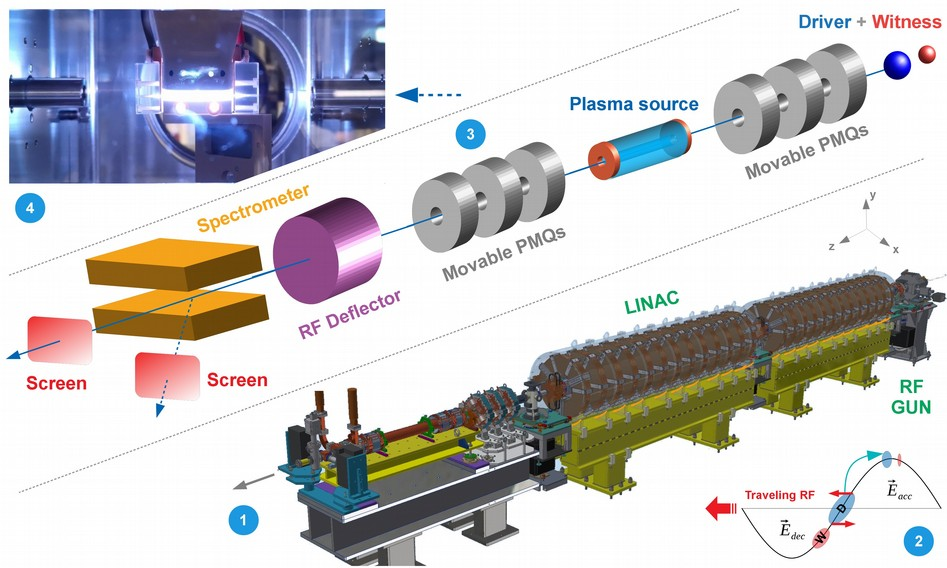 Driver + Witness
Plasma source
3
Movable PMQs
4
Spectrometer
Movable PMQs
y
z
x
RF Deflector
LINAC
Screen
Screen
RF
GUN
1
Traveling RF
D
E⃗acc
E⃗dec
W
2